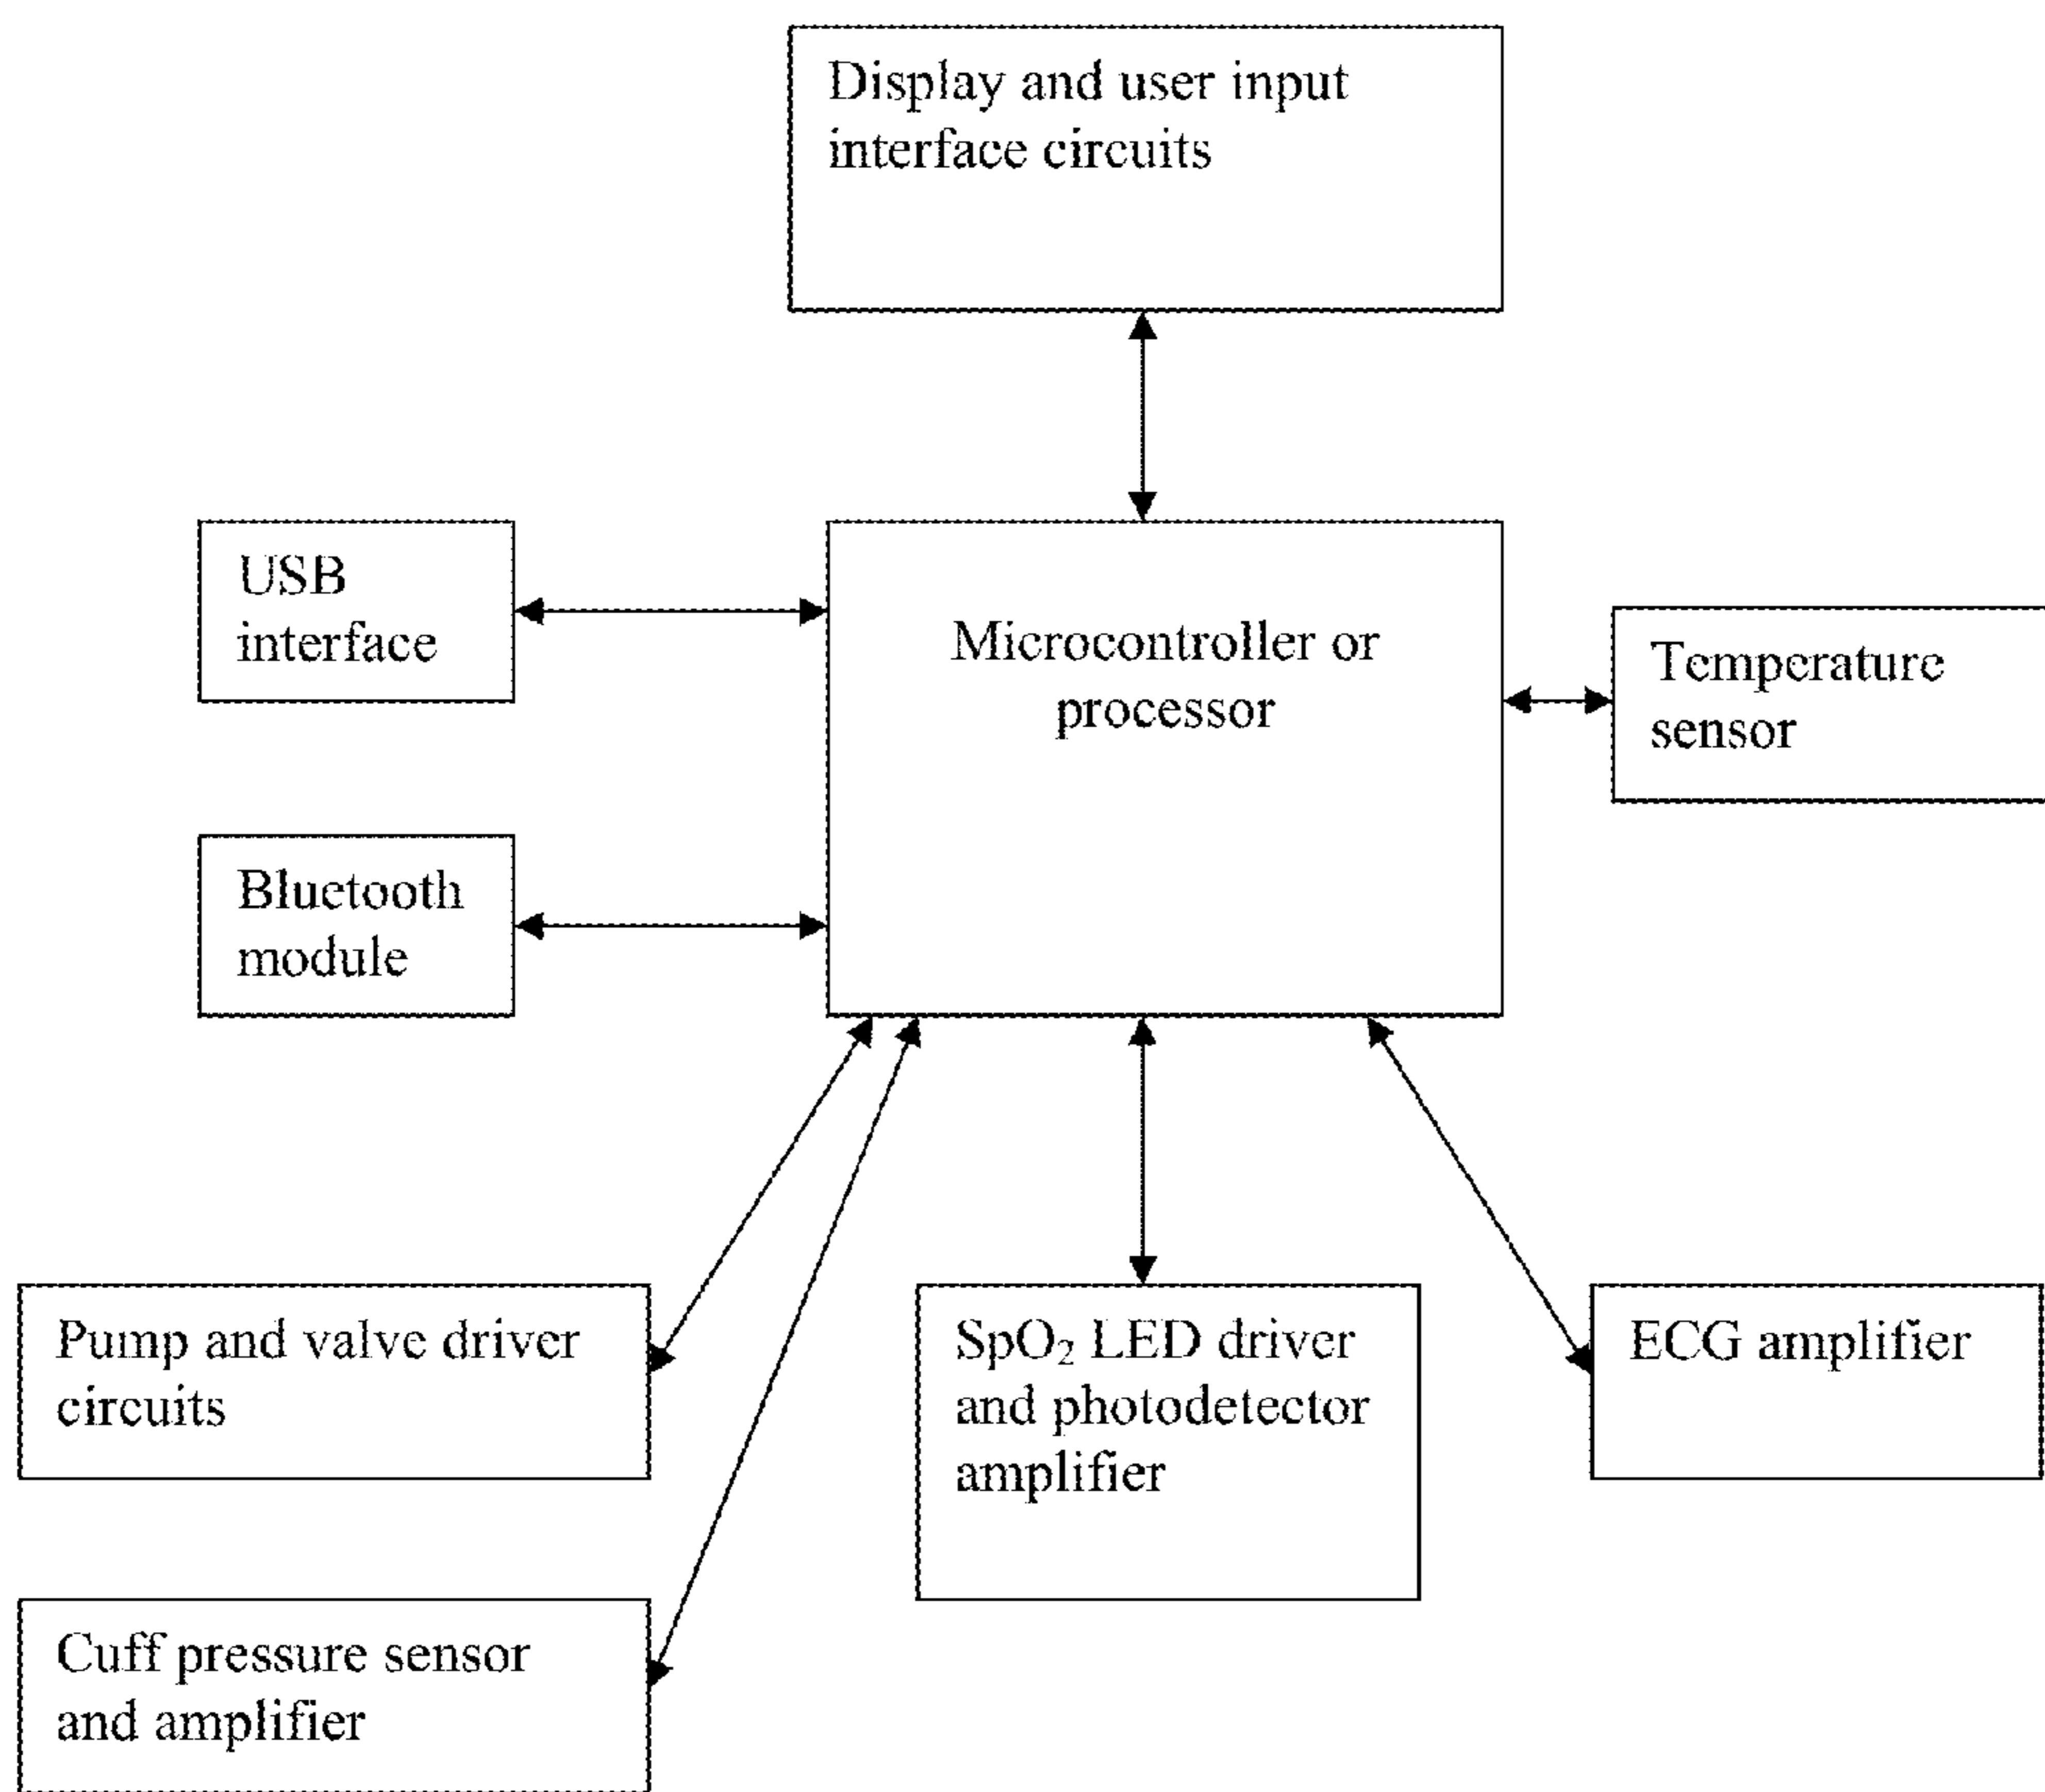 Display and user input
interface circuits
USB
interface
Microcontroller or
processor
Temperature
sensor
Bluetooth
module
Pump and valve driver
circuits
SpO₂ LED driver
and photodetector
amplifier
ECG amplifier
Cuff pressure sensor
and amplifier